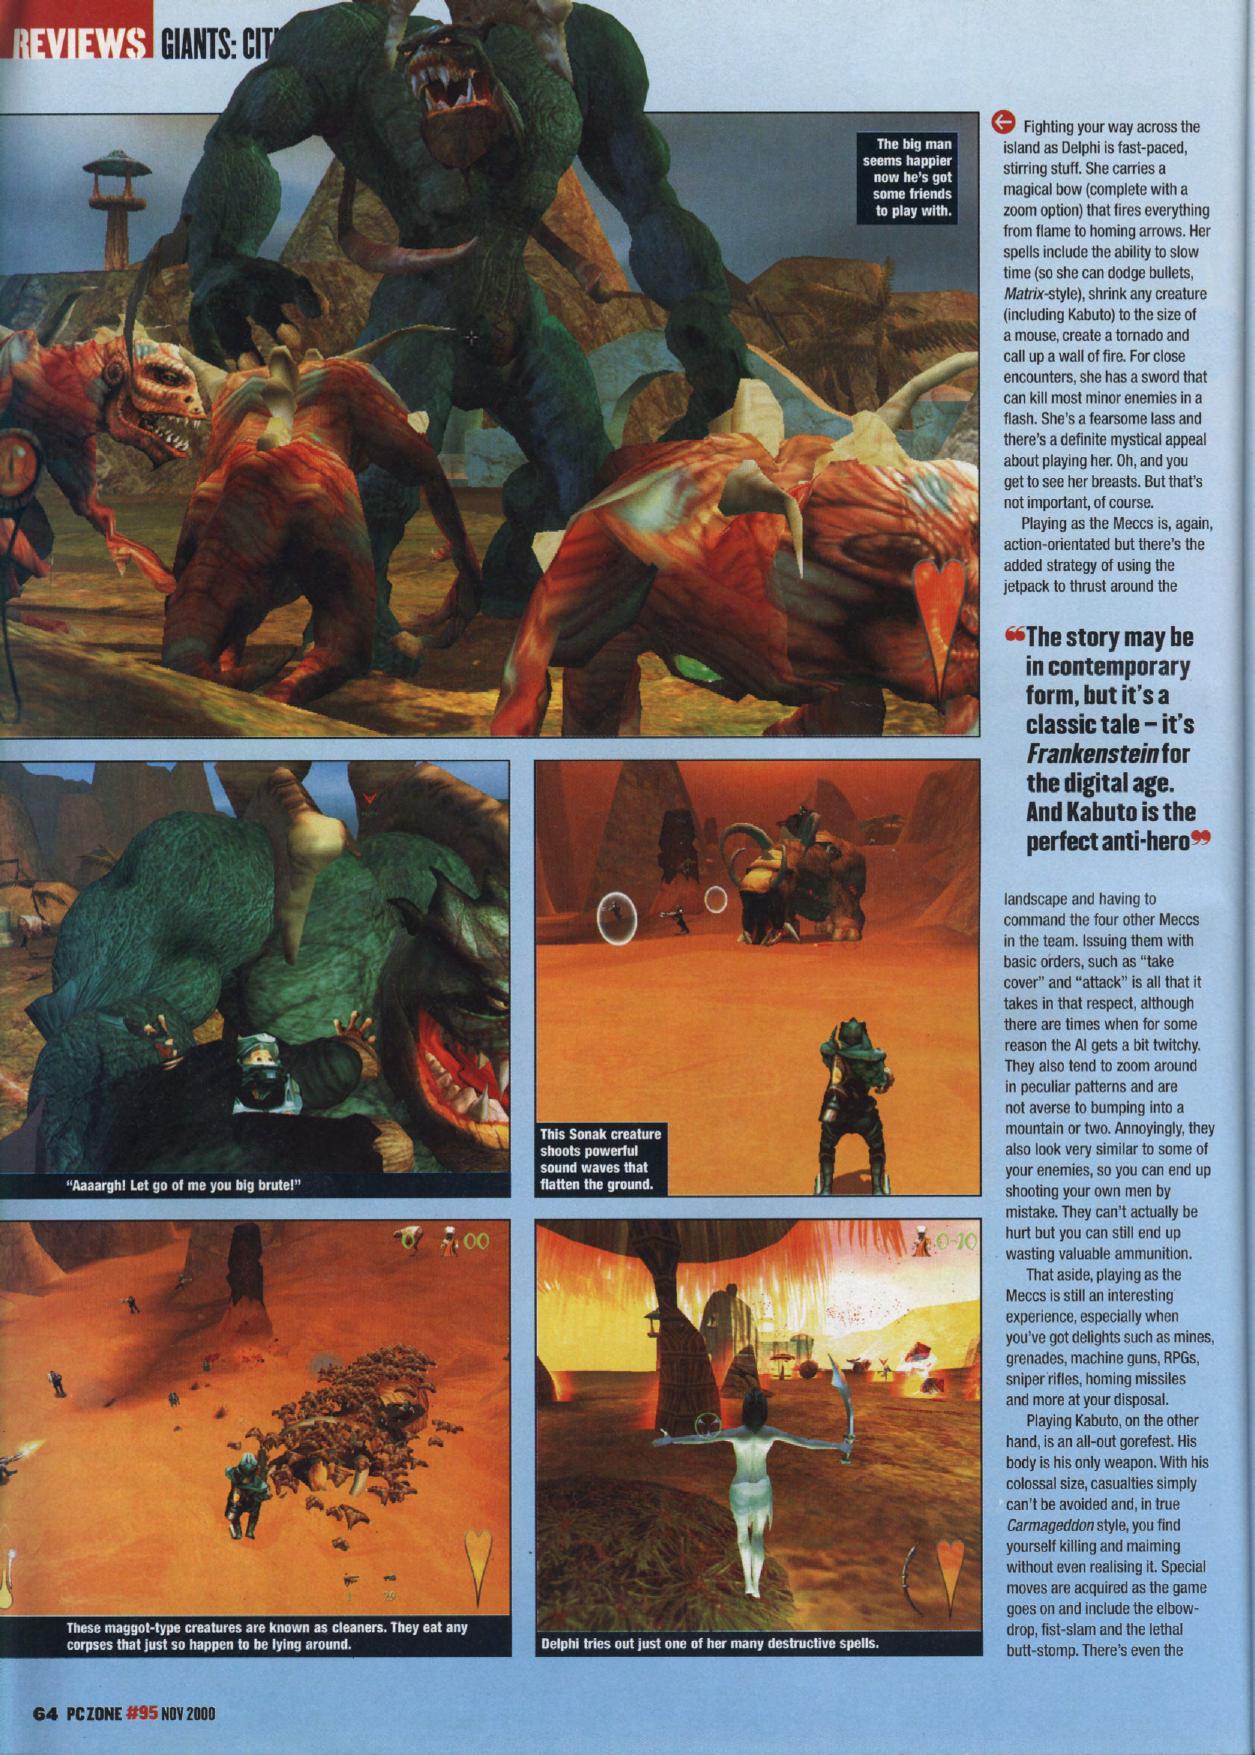 REVIEWS GIANTS: CIT
The big man
seems happier
now he's got
some friends
to play with.
Fighting your way across the
island as Delphi is fast-paced,
stirring stuff. She carries a
magical bow (complete with a
zoom option) that fires everything
from flame to homing arrows. Her
spells include the ability to slow
time (so she can dodge bullets,
Matrix-style), shrink any creature
(including Kabuto) to the size of
a mouse, create a tornado and
call up a wall of fire. For close
encounters, she has a sword that
can kill most minor enemies in a
flash. She's a fearsome lass and
there's a definite mystical appeal
about playing her. Oh, and you
get to see her breasts. But that's
not important, of course.
Playing as the Meccs is, again,
action-orientated but there's the
added strategy of using the
jetpack to thrust around the
“The story may be
in contemporary
form, but it's a
classic tale – it's
Frankenstein for
the digital age.
And Kabuto is the
perfect anti-hero”
landscape and having to
command the four other Meccs
in the team. Issuing them with
basic orders, such as “take
cover” and “attack” is all that it
takes in that respect, although
there are times when for some
reason the AI gets a bit twitchy.
They also tend to zoom around
in peculiar patterns and are
not averse to bumping into a
mountain or two. Annoyingly, they
also look very similar to some of
your enemies, so you can end up
shooting your own men by
mistake. They can't actually be
hurt but you can still end up
wasting valuable ammunition.
That aside, playing as the
Meccs is still an interesting
experience, especially when
you've got delights such as mines,
grenades, machine guns, RPGs,
sniper rifles, homing missiles
and more at your disposal.
Playing Kabuto, on the other
hand, is an all-out gorefest. His
body is his only weapon. With his
colossal size, casualties simply
can't be avoided and, in true
Carmageddon style, you find
yourself killing and maiming
without even realising it. Special
moves are acquired as the game
goes on and include the elbow-
drop, fist-slam and the lethal
butt-stomp. There's even the
“Aaaargh! Let go of me you big brute!”
This Sonak creature
shoots powerful
sound waves that
flatten the ground.
0 00
0-10
These maggot-type creatures are known as cleaners. They eat any
corpses that just so happen to be lying around.
Delphi tries out just one of her many destructive spells.
64 PCZONE #95 NOV 2000